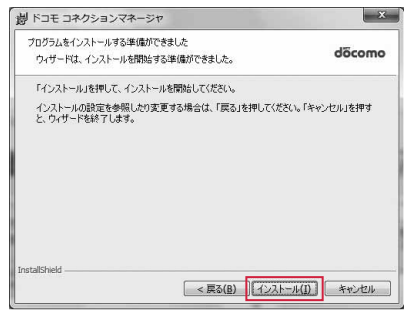 ドコモ コネクションマネージャ
プログラムをインストールする準備ができました
ウィザードは、インストールを開始する準備ができました。
döcomo
「インストール」を押して、インストールを開始してください。
インストールの設定を参照したり変更する場合は、「戻る」を押してください。「キャンセル」を押す
と、ウィザードを終了します。
InstallShield
< 戻る(B)
インストール(I)
キャンセル